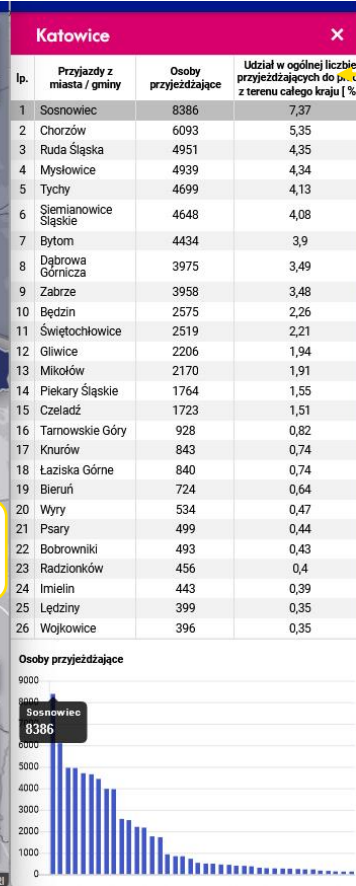 Katowice ×
lp. Przyjazdy z miasta / gminy Osoby przyjeżdżające Udział w ogólnej liczbie przyjeżdżających do z terenu całego kraju [ %
1 Sosnowiec 8386 7,37
2 Chorzów 6093 5,35
3 Ruda Śląska 4951 4,35
4 Mysłowice 4939 4,34
5 Tychy 4699 4,13
6 Siemianowice Śląskie 4648 4,08
7 Bytom 4434 3,9
8 Dąbrowa Górnicza 3975 3,49
9 Zabrze 3958 3,48
10 Będzin 2575 2,26
11 Świętochłowice 2519 2,21
12 Gliwice 2206 1,94
13 Mikołów 2170 1,91
14 Piekary Śląskie 1764 1,55
15 Czeladź 1723 1,51
16 Tarnowskie Góry 928 0,82
17 Knurów 843 0,74
18 Łaziska Górne 840 0,74
19 Bieruń 724 0,64
20 Wyry 534 0,47
21 Psary 499 0,44
22 Bobrowniki 493 0,43
23 Radzionków 456 0,4
24 Imielin 443 0,39
25 Lędziny 399 0,35
26 Wojkowice 396 0,35
Osoby przyjeżdżające
9000
8000
Sosnowiec
8386
6000
5000
4000
3000
2000
1000
0